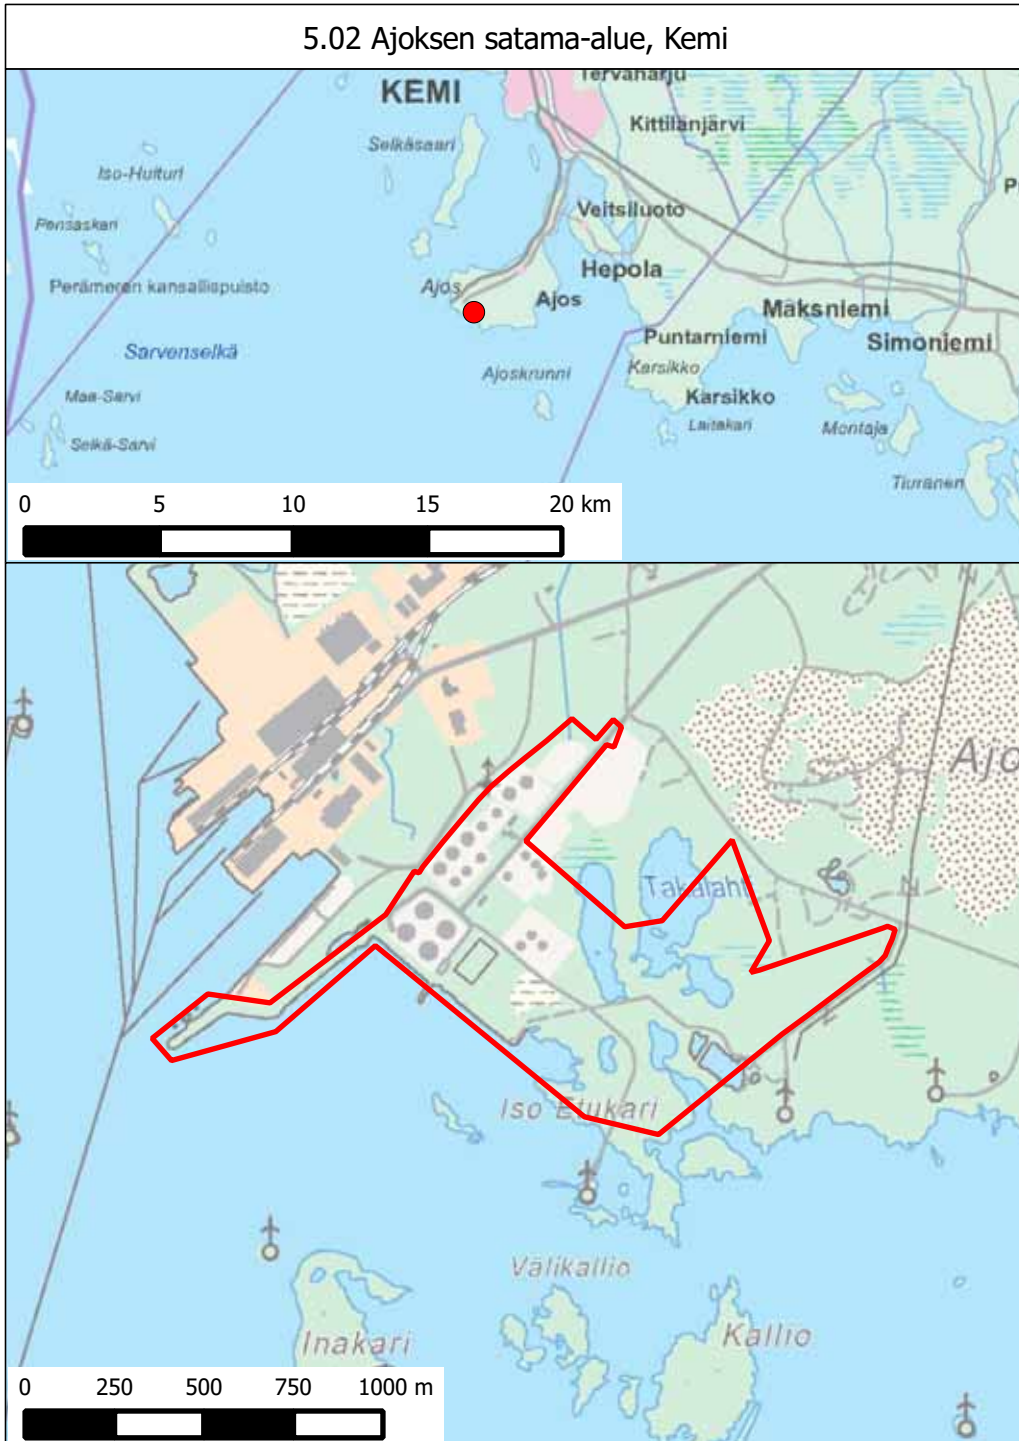 5.02 Ajoksen satama-alue, Kemi
Tervaharju
KEMI
Kittilänjärvi
Selkäsaari
Iso-Huituri
Pensaskari
Veitsiluoto
Hepola
Perämeren kansallispuisto
Ajos
Ajos
Mäksniemi
Puntarniemi
Simoniemi
Sarvenselkä
Ajoskrunni
Karsikko
Maa-Sarvi
Karsikko
Laitakari
Montaja
Selkä-Sarvi
Tiuranen
0 5 10 15 20 km
Ajo
Takalahti
Iso Etukari
Välikallio
Inakari
Kallio
0 250 500 750 1000 m